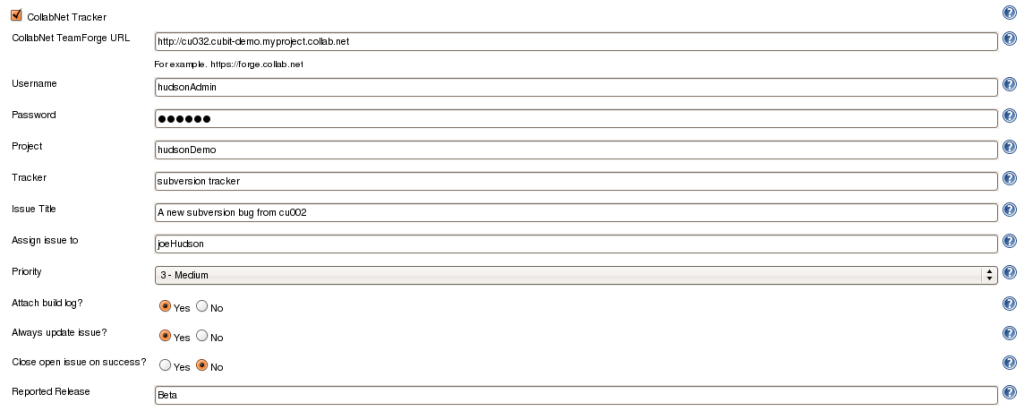 CollabNet Tracker
CollabNet TeamForge URL
http://cu032.cubit-demo.myproject.collab.net
For example. https://forge.collab.net
Username
hudsonAdmin
Password
●●●●●●
Project
hudsonDemo
Tracker
subversion tracker
Issue Title
A new subversion bug from cu002
Assign issue to
joeHudson
Priority
3 - Medium
Attach build log?
Yes No
Always update issue?
Yes No
Close open issue on success?
Yes No
Reported Release
Beta